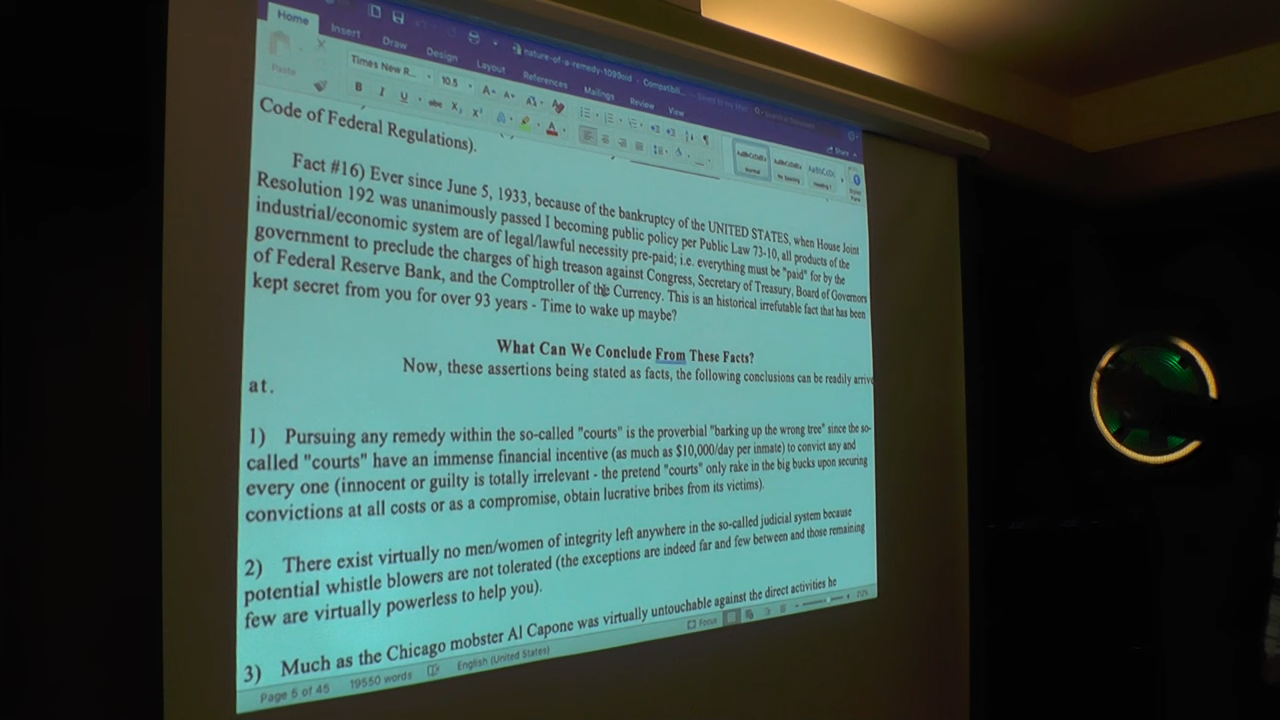 nature-of-a-remedy-1099oid - Compatibili...
Home
Insert
Draw
Design
Layout
References
Mailings
Review
View
Share
Paste
Times New R...
10.5
Normal
No Spacing
Heading 1
Code of Federal Regulations).
Fact #16) Ever since June 5, 1933, because of the bankruptcy of the UNITED STATES, when House Joint
Resolution 192 was unanimously passed I becoming public policy per Public Law 73-10, all products of the
industrial/economic system are of legal/lawful necessity pre-paid; i.e. everything must be "paid" for by the
government to preclude the charges of high treason against Congress, Secretary of Treasury, Board of Governors
of Federal Reserve Bank, and the Comptroller of the Currency. This is an historical irrefutable fact that has been
kept secret from you for over 93 years - Time to wake up maybe?
What Can We Conclude From These Facts?
Now, these assertions being stated as facts, the following conclusions can be readily arrive
at.
1) Pursuing any remedy within the so-called "courts" is the proverbial "barking up the wrong tree" since the so-
called "courts" have an immense financial incentive (as much as $10,000/day per inmate) to convict any and
every one (innocent or guilty is totally irrelevant - the pretend "courts" only rake in the big bucks upon securing
convictions at all costs or as a compromise, obtain lucrative bribes from its victims).
2) There exist virtually no men/women of integrity left anywhere in the so-called judicial system because
potential whistle blowers are not tolerated (the exceptions are indeed far and few between and those remaining
few are virtually powerless to help you).
3) Much as the Chicago mobster Al Capone was virtually untouchable against the direct activities he
Page 5 of 45
19550 words
English (United States)
Focus